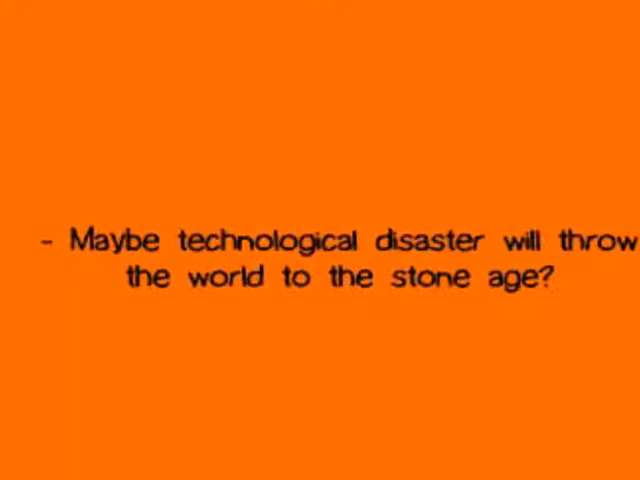 - Maybe technological disaster will throw
the world to the stone age?